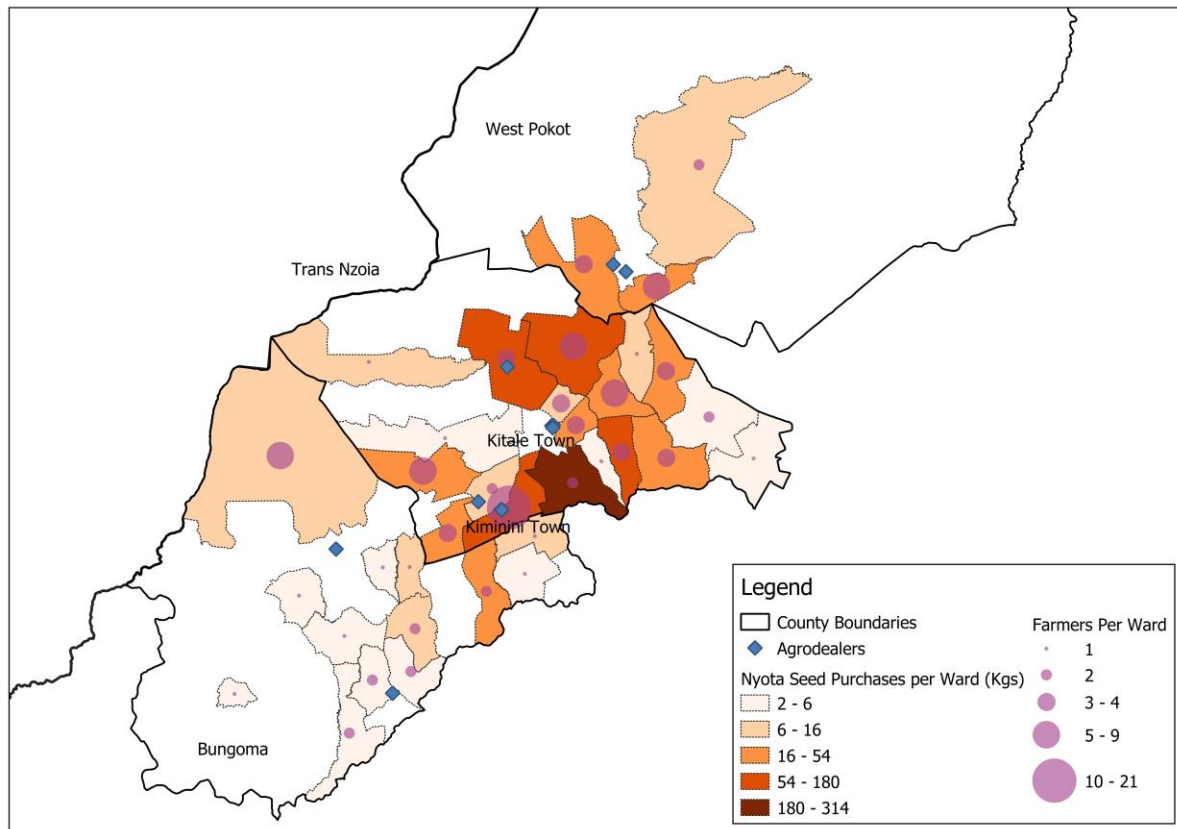 West Pokot
Trans Nzoia
Kitale Town
Kiminini Town
Bungoma
Legend
County Boundaries
Agrodealers
Nyota Seed Purchases per Ward (Kgs)
2 - 6
6 - 16
16 - 54
54 - 180
180 - 314
Farmers Per Ward
1
2
3 - 4
5 - 9
10 - 21